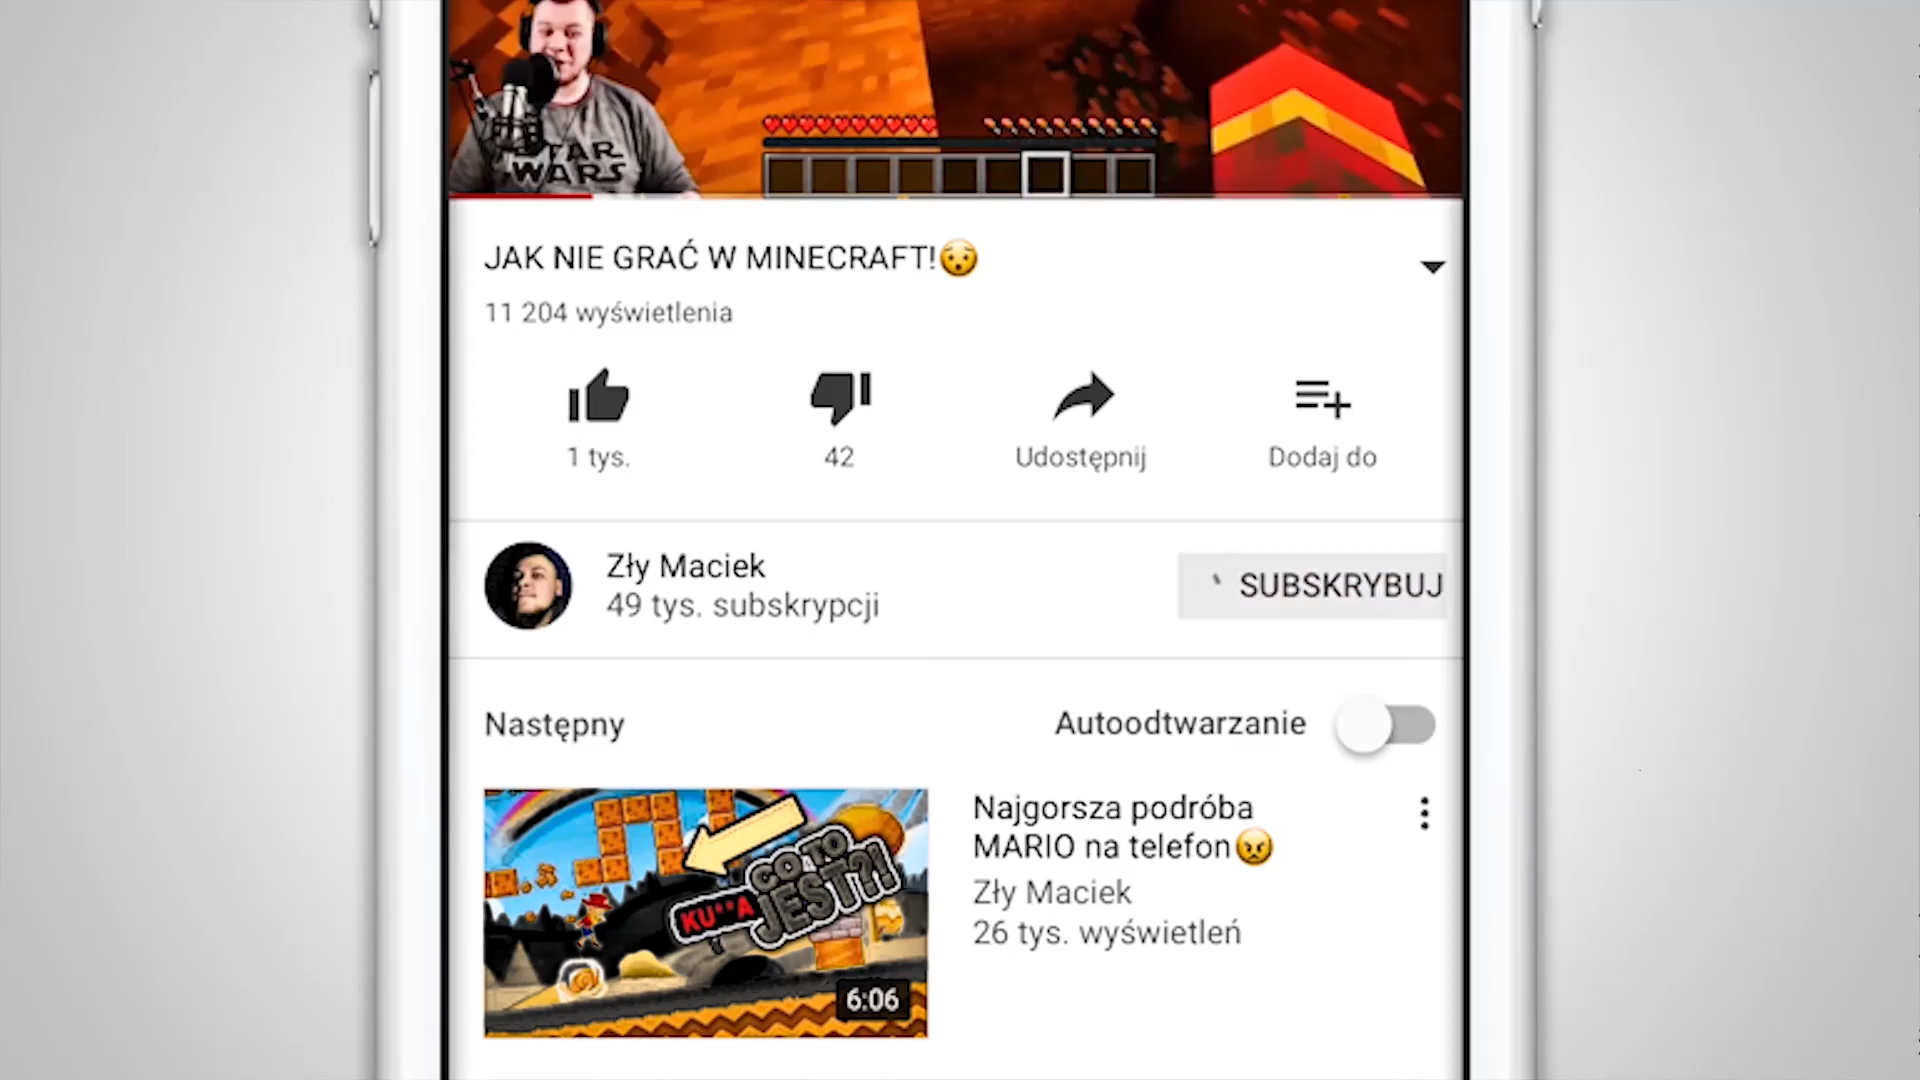 STAR
WARS
JAK NIE GRAĆ W MINECRAFT!😯
11 204 wyświetlenia
1 tys.
42
Udostępnij
Dodaj do
Zły Maciek
49 tys. subskrypcji
SUBSKRYBUJ
Następny
Autoodtwarzanie
CO TO
KU**A JEST?!
6:06
Najgorsza podróba
MARIO na telefon😠
Zły Maciek
26 tys. wyświetleń